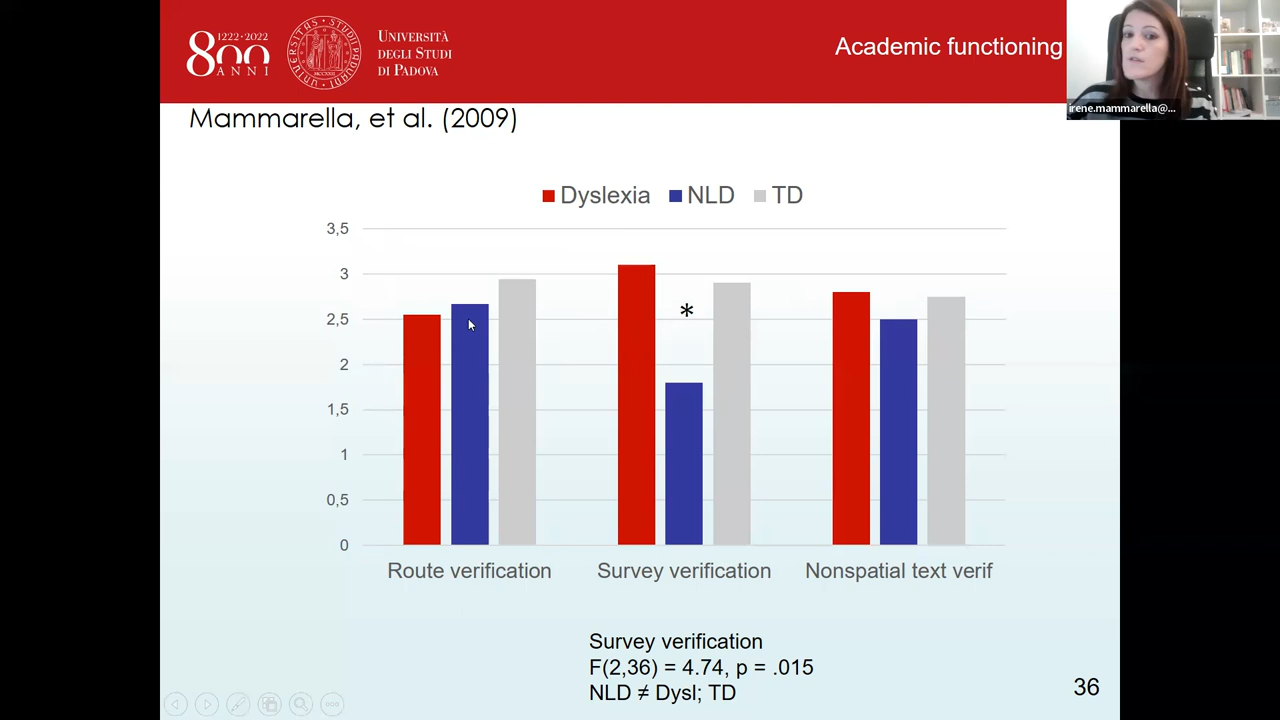 1222·2022
800
ANNI
UNIVERSITÀ
DEGLI STUDI
DI PADOVA
Academic functioning
irene.mammarella@...
Mammarella, et al. (2009)
Dyslexia NLD TD
3,5
3
2,5
2
1,5
1
0,5
0
*
Route verification Survey verification Nonspatial text verif
Survey verification
F(2,36) = 4.74, p = .015
NLD ≠ Dysl; TD
36